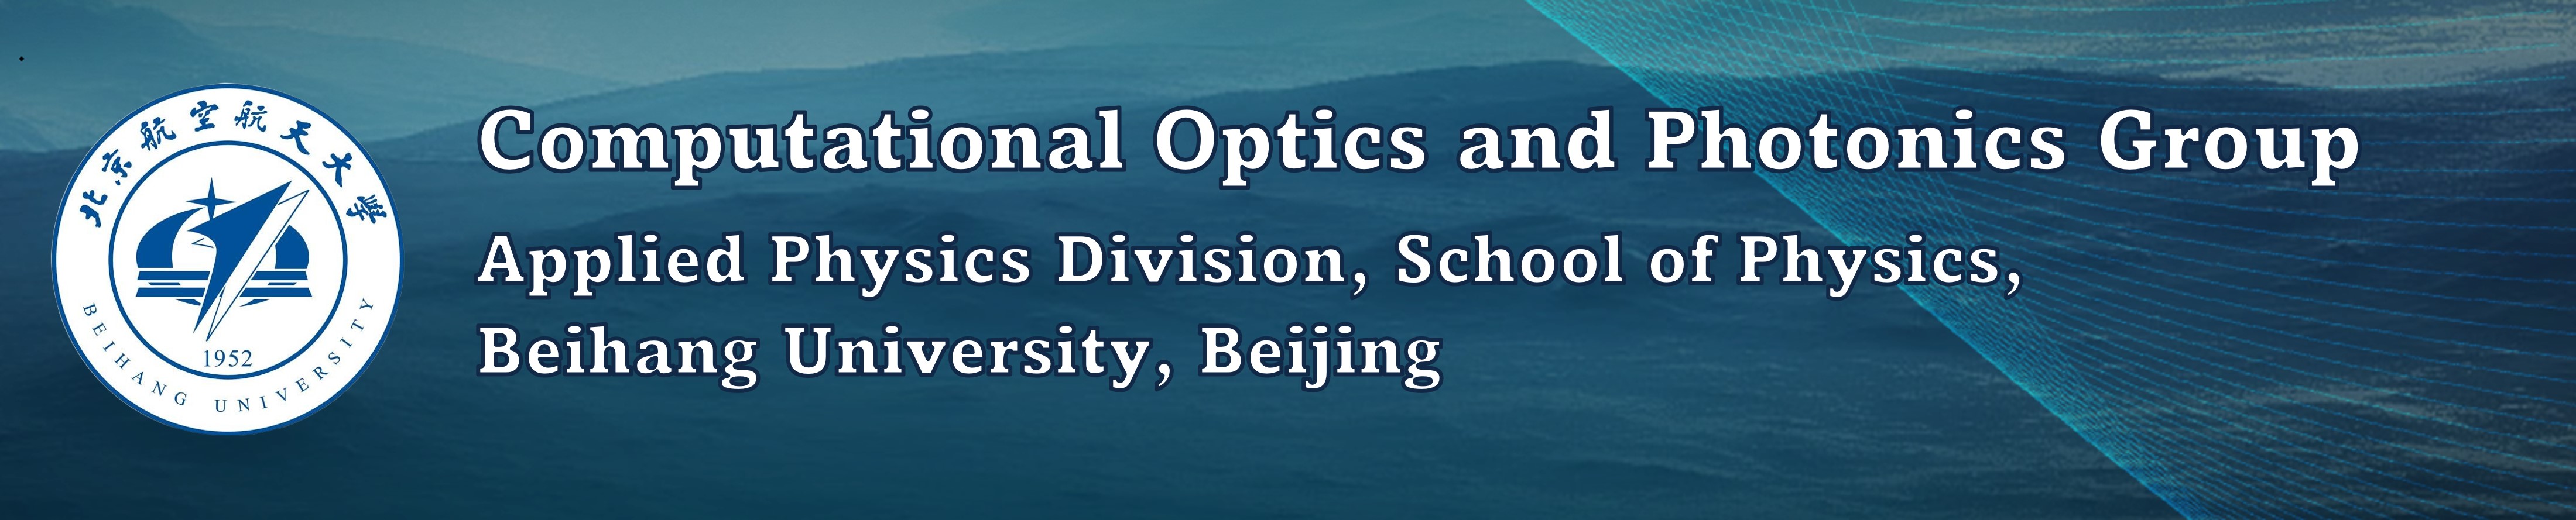 北京航空航天大学
1952
BEIHANG UNIVERSITY
Computational Optics and Photonics Group
Applied Physics Division, School of Physics,
Beihang University, Beijing